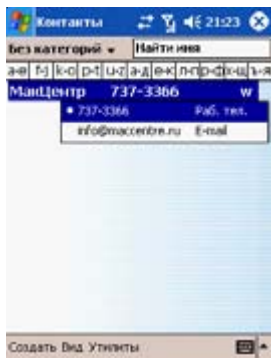 Контакты 21:23
Без категорий Найти имя
а-е f-j k-o p-t u-z а-д е-к л-п р-ф х-щ ъ-я
МакЦентр 737-3366 w
737-3366 Раб. тел.
info@maccentre.ru E-mail
Создать Вид Утилиты